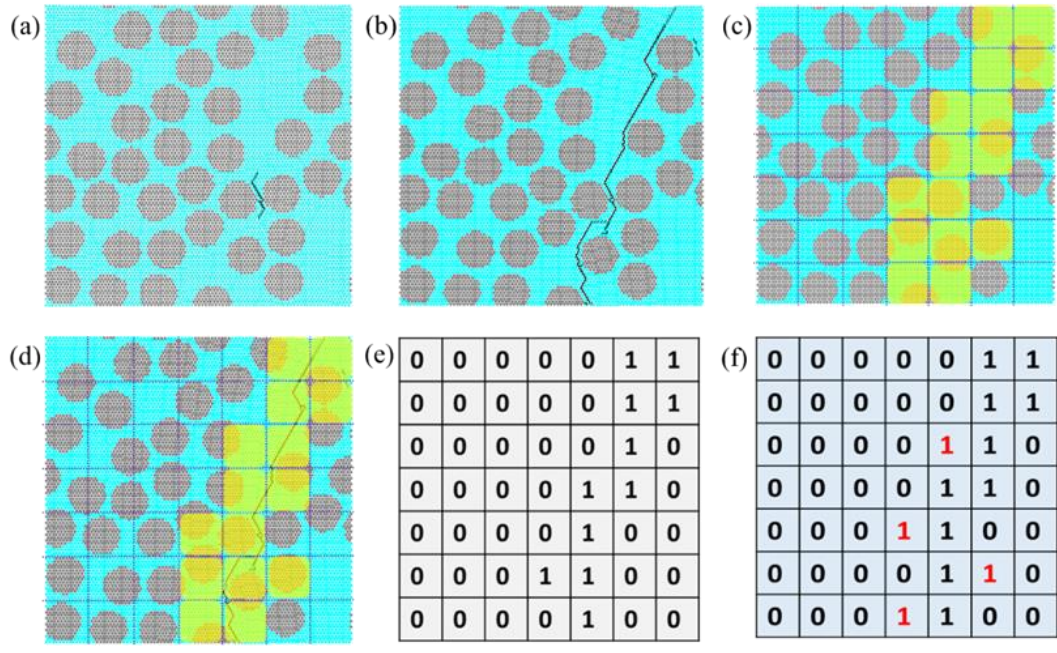 (a)
(b)
(c)
(d)
(e)
0 0 0 0 0 1 1
0 0 0 0 0 1 1
0 0 0 0 0 1 0
0 0 0 0 1 1 0
0 0 0 0 1 0 0
0 0 0 1 1 0 0
0 0 0 0 1 0 0
(f)
0 0 0 0 0 1 1
0 0 0 0 0 1 1
0 0 0 0 1 1 0
0 0 0 0 1 1 0
0 0 0 1 1 0 0
0 0 0 0 1 1 0
0 0 0 1 1 0 0